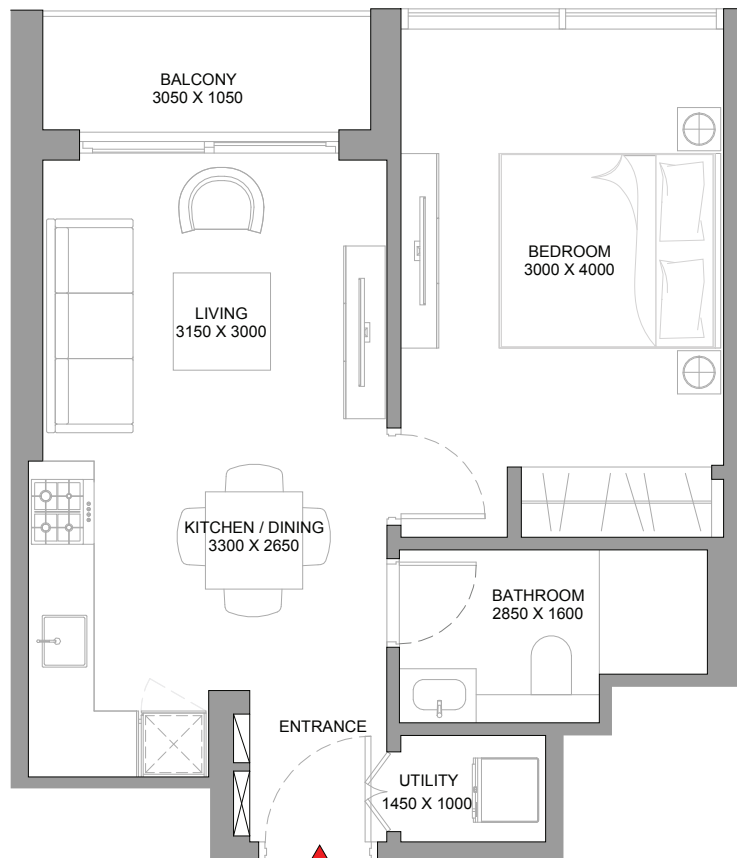 BALCONY
3050 X 1050
BEDROOM
3000 X 4000
LIVING
3150 X 3000
KITCHEN / DINING
3300 X 2650
BATHROOM
2850 X 1600
ENTRANCE
UTILITY
1450 X 1000